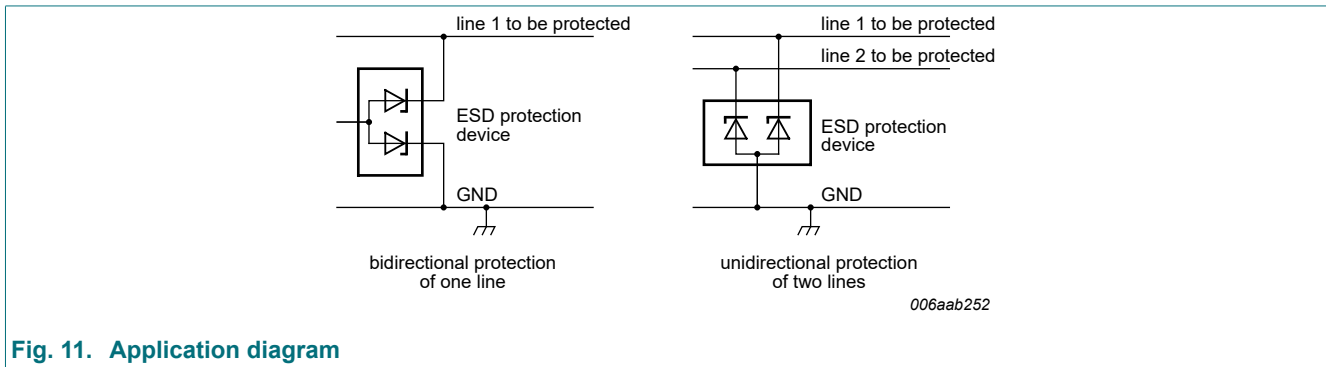 line 1 to be protected
ESD protection
device
GND
bidirectional protection
of one line
line 1 to be protected
line 2 to be protected
ESD protection
device
GND
unidirectional protection
of two lines
006aab252
Fig. 11. Application diagram